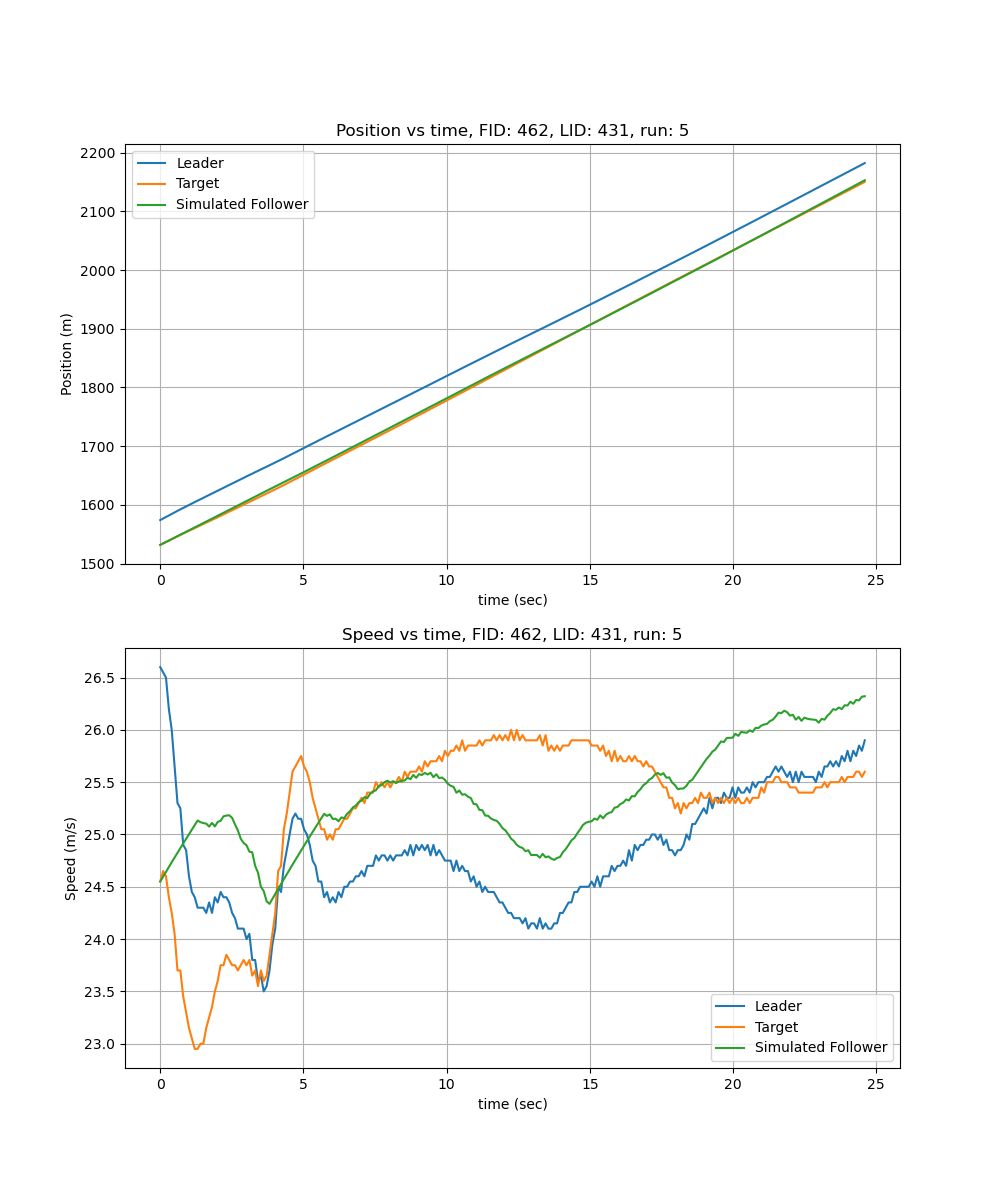 Position vs time, FID: 462, LID: 431, run: 5
Leader
Target
Simulated Follower
2200
2100
2000
1900
1800
1700
1600
1500
Position (m)
0 5 10 15 20 25
time (sec)
Speed vs time, FID: 462, LID: 431, run: 5
26.5
26.0
25.5
25.0
24.5
24.0
23.5
23.0
Speed (m/s)
Leader
Target
Simulated Follower
0 5 10 15 20 25
time (sec)